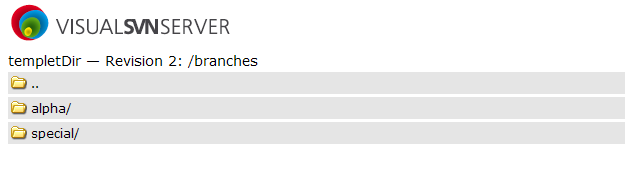 VISUALSVNSERVER
templetDir — Revision 2: /branches
..
alpha/
special/